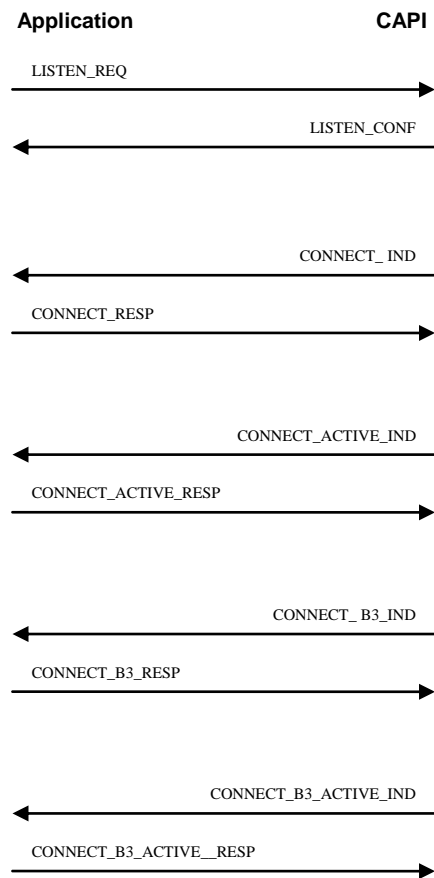 Application CAPI
LISTEN_REQ
LISTEN_CONF
CONNECT_ IND
CONNECT_RESP
CONNECT_ACTIVE_IND
CONNECT_ACTIVE_RESP
CONNECT_ B3_IND
CONNECT_B3_RESP
CONNECT_B3_ACTIVE_IND
CONNECT_B3_ACTIVE__RESP